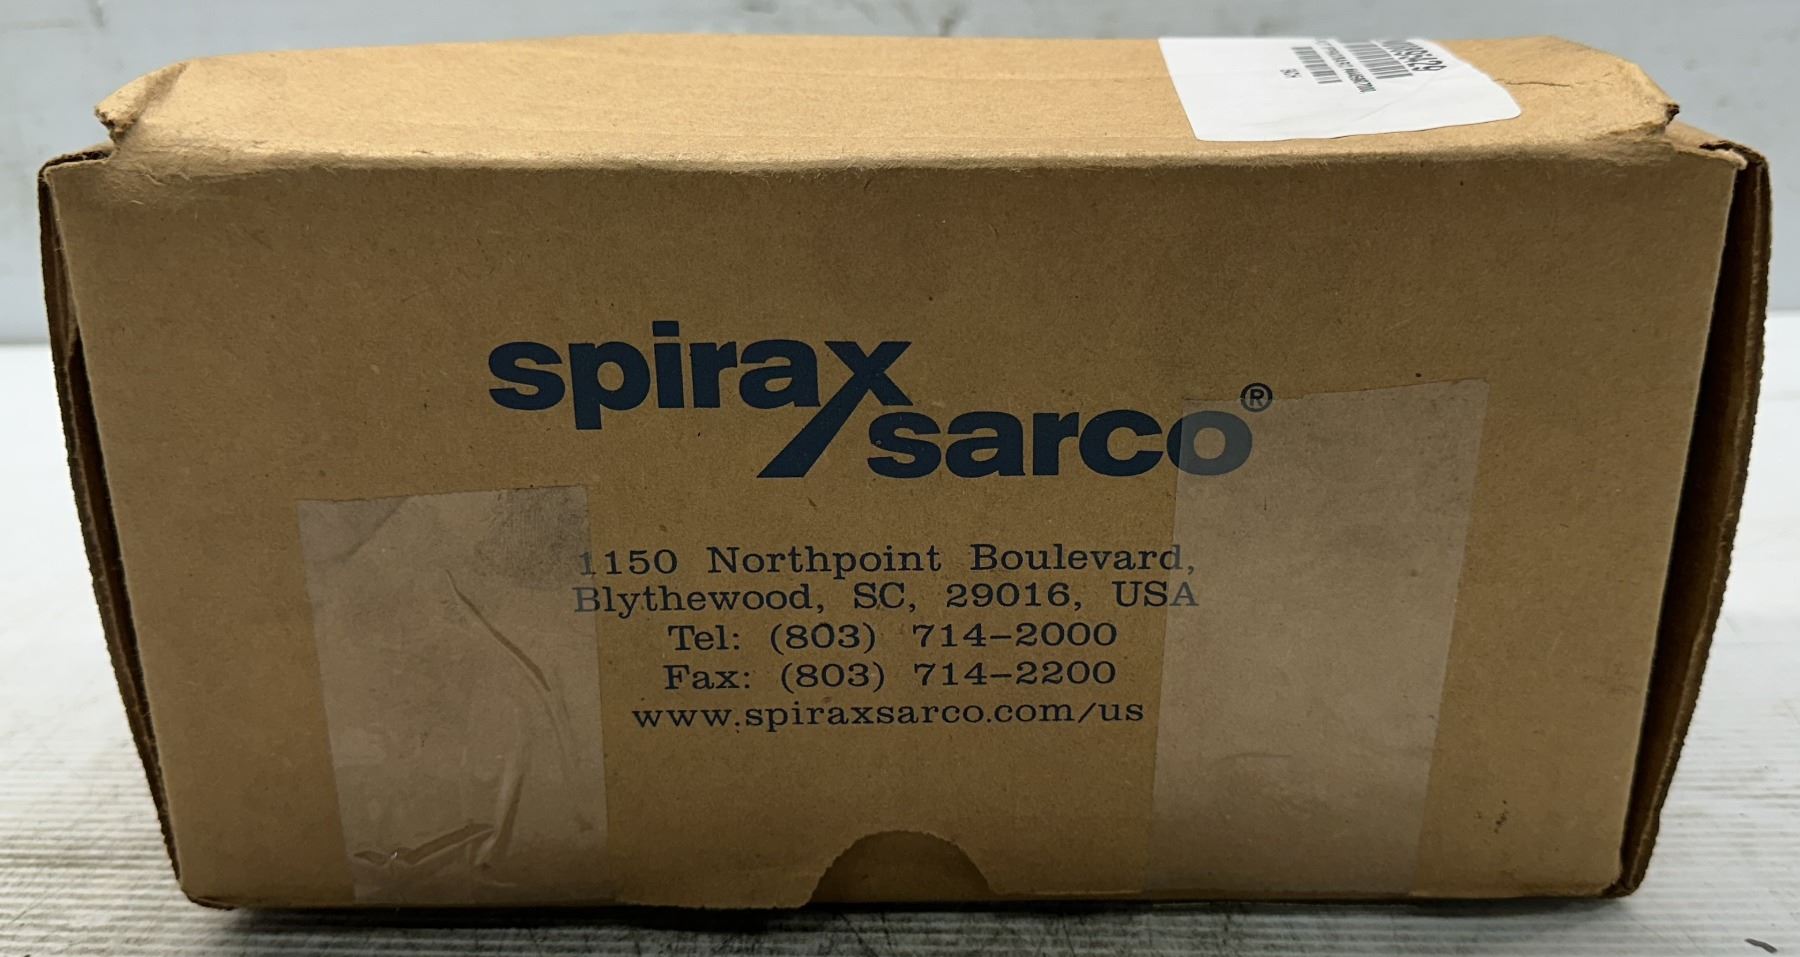 spirax
sarco®
1150 Northpoint Boulevard,
Blythewood, SC, 29016, USA
Tel: (803) 714-2000
Fax: (803) 714-2200
www.spiraxsarco.com/us